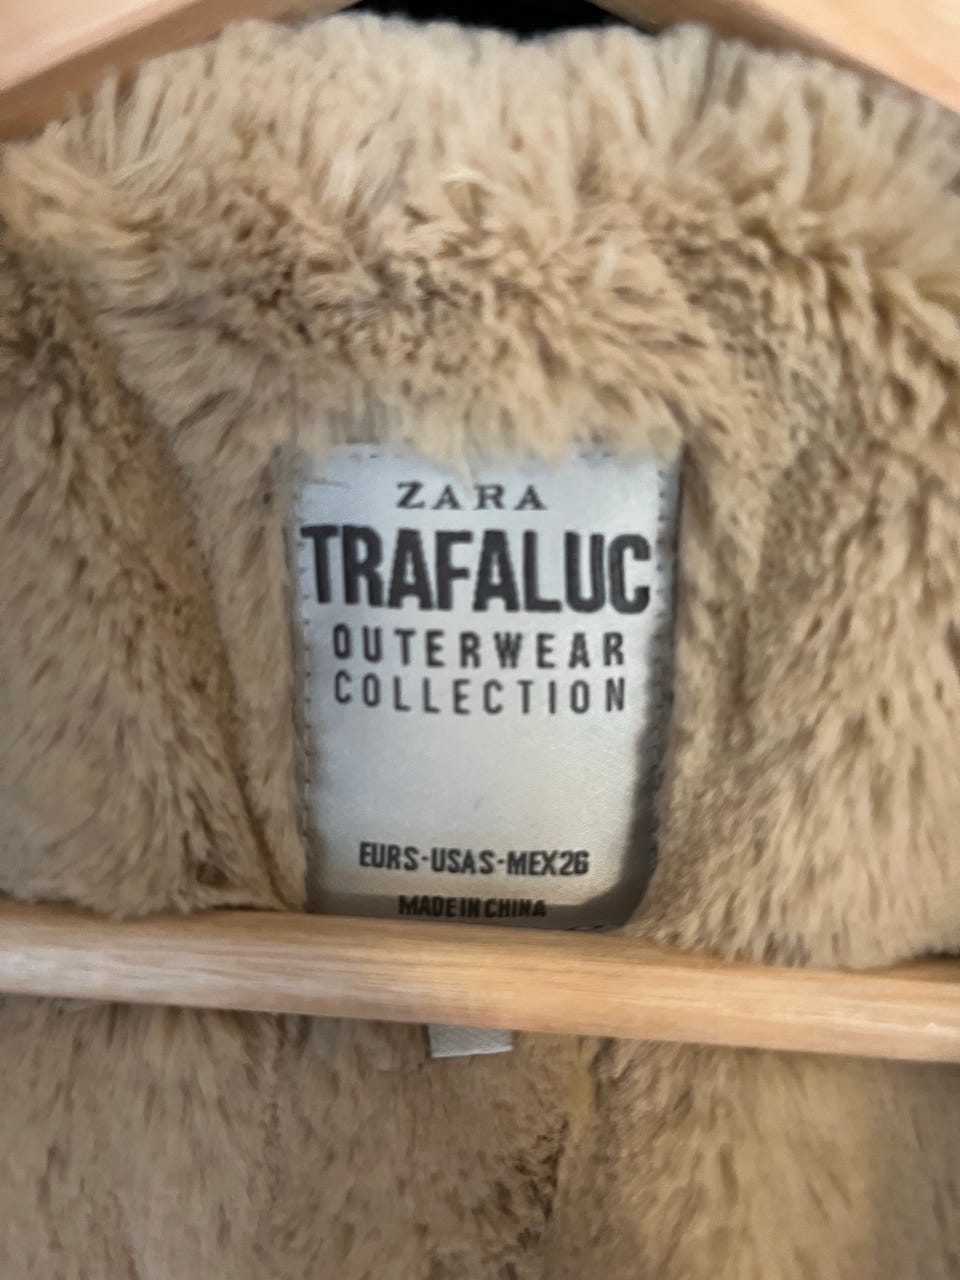 ZARA
TRAFALUC
OUTERWEAR
COLLECTION
EURS-USAS-MEX26
MADE IN CHINA